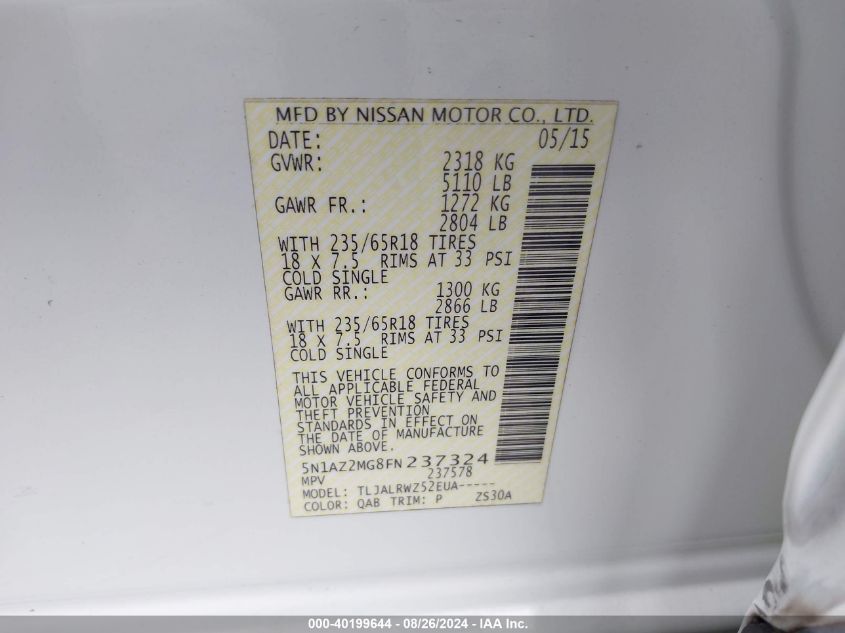 MFD BY NISSAN MOTOR CO., LTD.
DATE: 05/15
GVWR: 2318 KG
5110 LB
GAWR FR.: 1272 KG
2804 LB
WITH 235/65R18 TIRES
18 X 7.5 RIMS AT 33 PSI
COLD SINGLE
GAWR RR.: 1300 KG
2866 LB
WITH 235/65R18 TIRES
18 X 7.5 RIMS AT 33 PSI
COLD SINGLE
THIS VEHICLE CONFORMS TO
ALL APPLICABLE FEDERAL
MOTOR VEHICLE SAFETY AND
THEFT PREVENTION
STANDARDS IN EFFECT ON
THE DATE OF MANUFACTURE
SHOWN ABOVE.
5N1AZ2MG8FN237324
MPV 237578
MODEL: TLJALRWZ52EUA-----
COLOR: QAB TRIM: P ZS30A
000-40199644 - 08/26/2024 - IAA Inc.